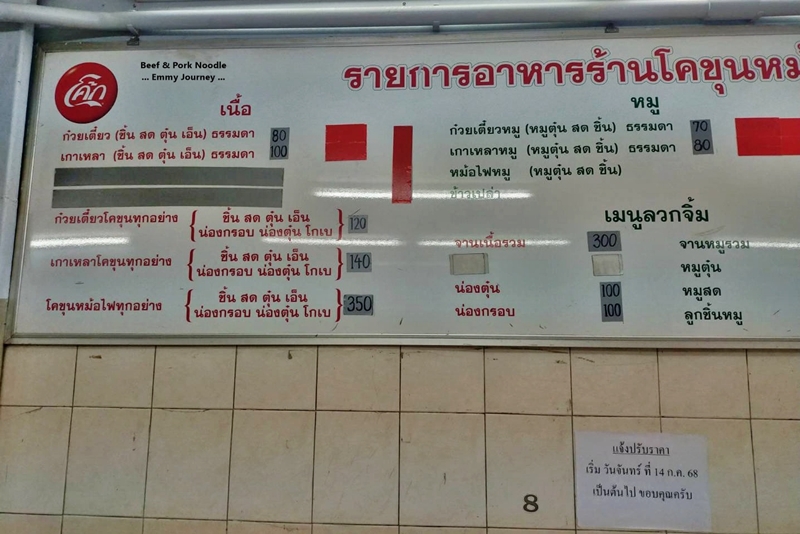 Beef & Pork Noodle
... Emmy Journey ...
โค้ก
รายการอาหารร้านโคขุนหม้
เนื้อ
ก๋วยเตี๋ยว (ชิ้น สด ตุ๋น เอ็น) ธรรมดา 80
เกาเหลา (ชิ้น สด ตุ๋น เอ็น) ธรรมดา 100
ก๋วยเตี๋ยวโคขุนทุกอย่าง
ชิ้น สด ตุ๋น เอ็น
น่องกรอบ น่องตุ๋น โกเบ
120
เกาเหลาโคขุนทุกอย่าง
ชิ้น สด ตุ๋น เอ็น
น่องกรอบ น่องตุ๋น โกเบ
140
โคขุนหม้อไฟทุกอย่าง
ชิ้น สด ตุ๋น เอ็น
น่องกรอบ น่องตุ๋น โกเบ
350
หมู
ก๋วยเตี๋ยวหมู (หมูตุ๋น สด ชิ้น) ธรรมดา 70
เกาเหลาหมู (หมูตุ๋น สด ชิ้น) ธรรมดา 80
หม้อไฟหมู (หมูตุ๋น สด ชิ้น)
ข้าวเปล่า
เมนูลวกจิ้ม
จานเนื้อรวม 300 จานหมูรวม
หมูตุ๋น
น่องตุ๋น 100 หมูสด
น่องกรอบ 100 ลูกชิ้นหมู
แจ้งปรับราคา
เริ่ม วันจันทร์ ที่ 14 ก.ค. 68
เป็นต้นไป ขอบคุณครับ
8